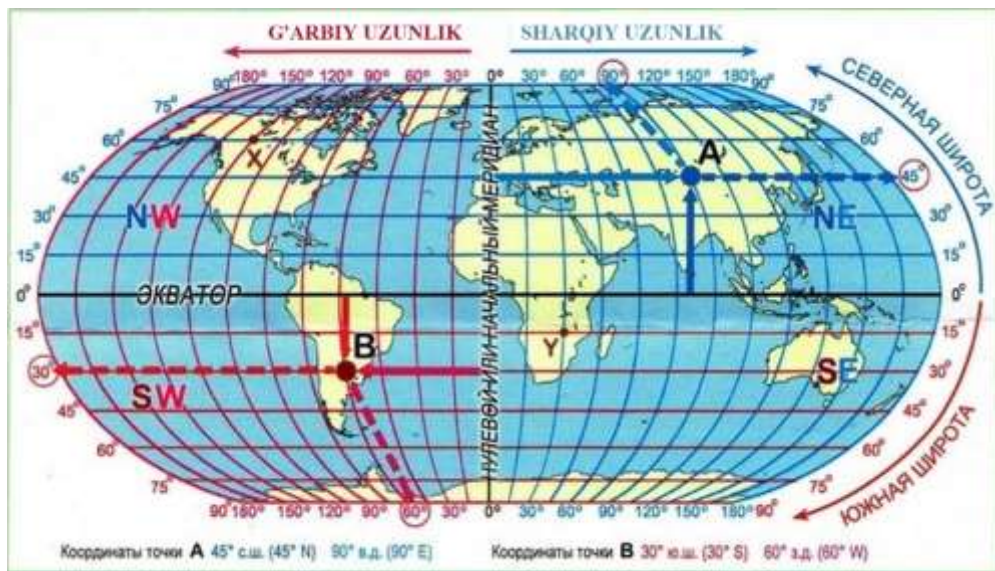 G'ARBIY UZUNLIK SHARQIY UZUNLIK
90° 180° 150° 120° 90° 60° 30° 0° 30° 60° 90° 120° 150° 180° 90°
75° 75°
60° 60°
45° 45°
30° 30°
15° 15°
0° 0°
15° 15°
30° 30°
45° 45°
60° 60°
75° 75°
90° 180° 150° 120° 90° 60° 30° 0° 30° 60° 90° 120° 150° 180° 90°
СЕВЕРНАЯ ШИРОТА
ЮЖНАЯ ШИРОТА
НУЛЕВОЙ ИЛИ НАЧАЛЬНЫЙ МЕРИДИАН
ЭКВАТОР
X
A
NW
NE
B
Y
SW
SE
Координаты точки A 45° с.ш. (45° N) 90° в.д. (90° E) Координаты точки B 30° ю.ш. (30° S) 60° з.д. (60° W)